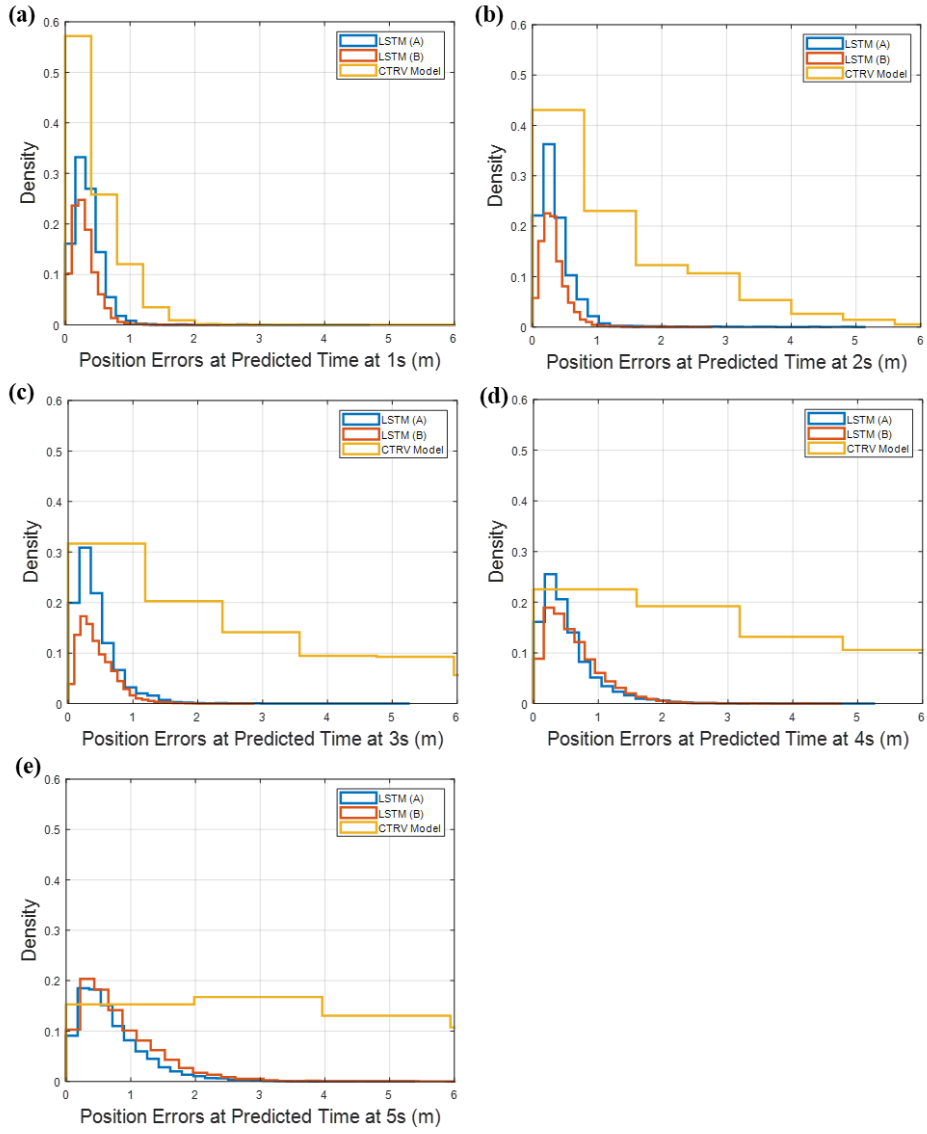 (a)
0.6
0.5
0.4
0.3
0.2
0.1
0
Density
LSTM (A)
LSTM (B)
CTRV Model
0 1 2 3 4 5 6
Position Errors at Predicted Time at 1s (m)
(b)
0.6
0.5
0.4
0.3
0.2
0.1
0
Density
LSTM (A)
LSTM (B)
CTRV Model
0 1 2 3 4 5 6
Position Errors at Predicted Time at 2s (m)
(c)
0.6
0.5
0.4
0.3
0.2
0.1
0
Density
LSTM (A)
LSTM (B)
CTRV Model
0 1 2 3 4 5 6
Position Errors at Predicted Time at 3s (m)
(d)
0.6
0.5
0.4
0.3
0.2
0.1
0
Density
LSTM (A)
LSTM (B)
CTRV Model
0 1 2 3 4 5 6
Position Errors at Predicted Time at 4s (m)
(e)
0.6
0.5
0.4
0.3
0.2
0.1
0
Density
LSTM (A)
LSTM (B)
CTRV Model
0 1 2 3 4 5 6
Position Errors at Predicted Time at 5s (m)